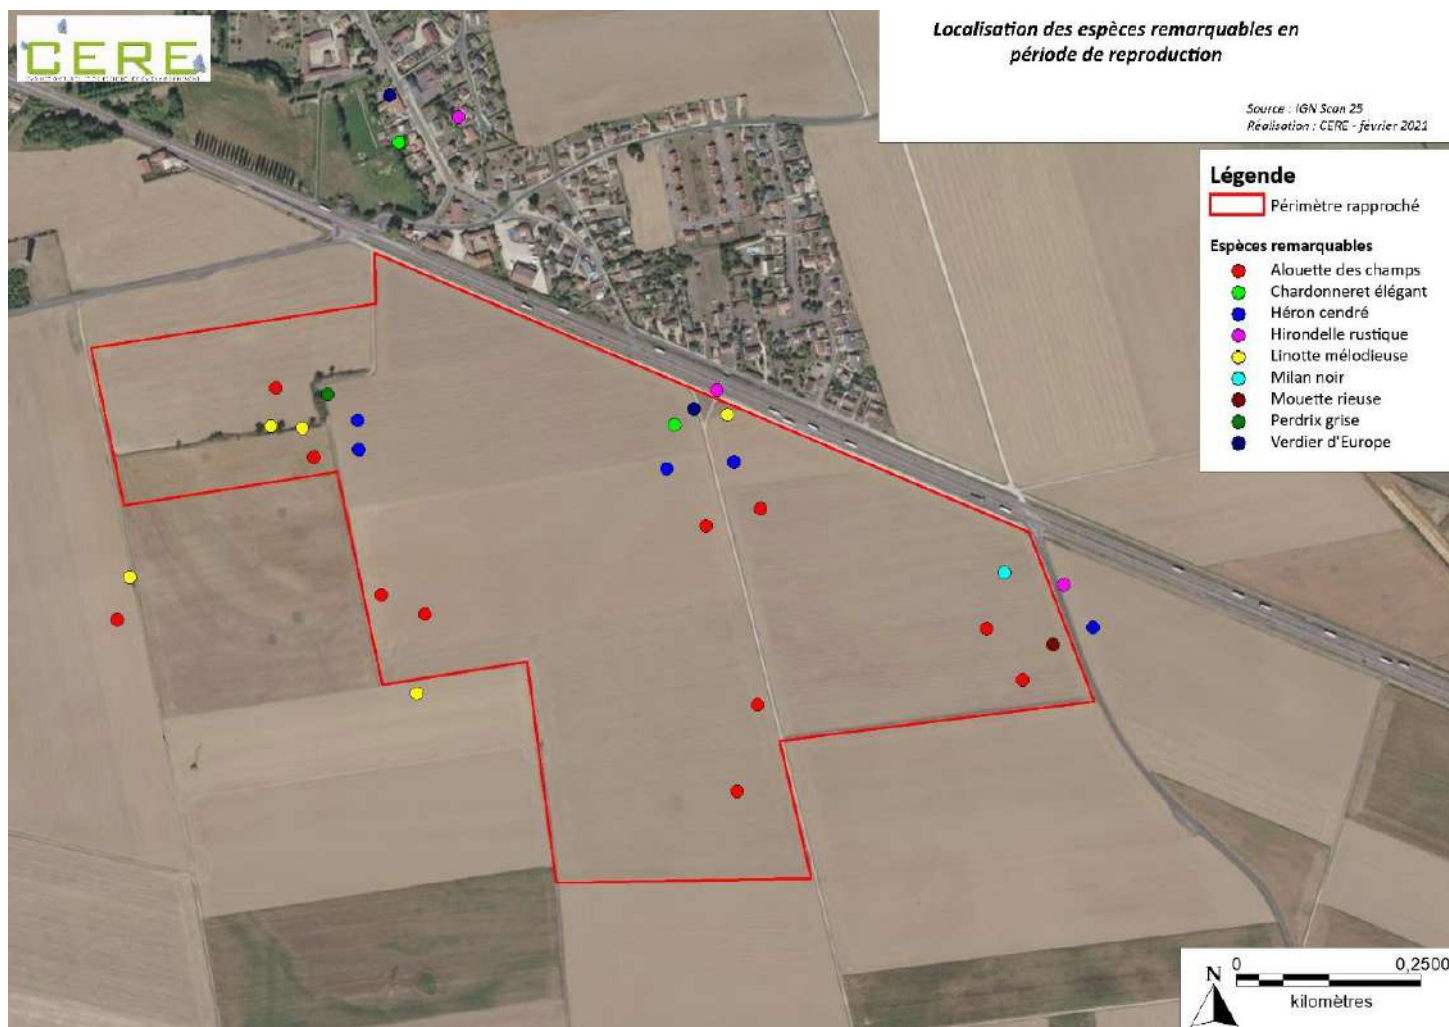 CERE
Localisation des espèces remarquables en
période de reproduction
Source : IGN Scan 25
Réalisation : CERE - février 2021
Légende
Périmètre rapproché
Espèces remarquables
Alouette des champs
Chardonneret élégant
Héron cendré
Hirondelle rustique
Linotte mélodieuse
Milan noir
Mouette rieuse
Perdrix grise
Verdier d'Europe
N
0 0,2500
kilomètres